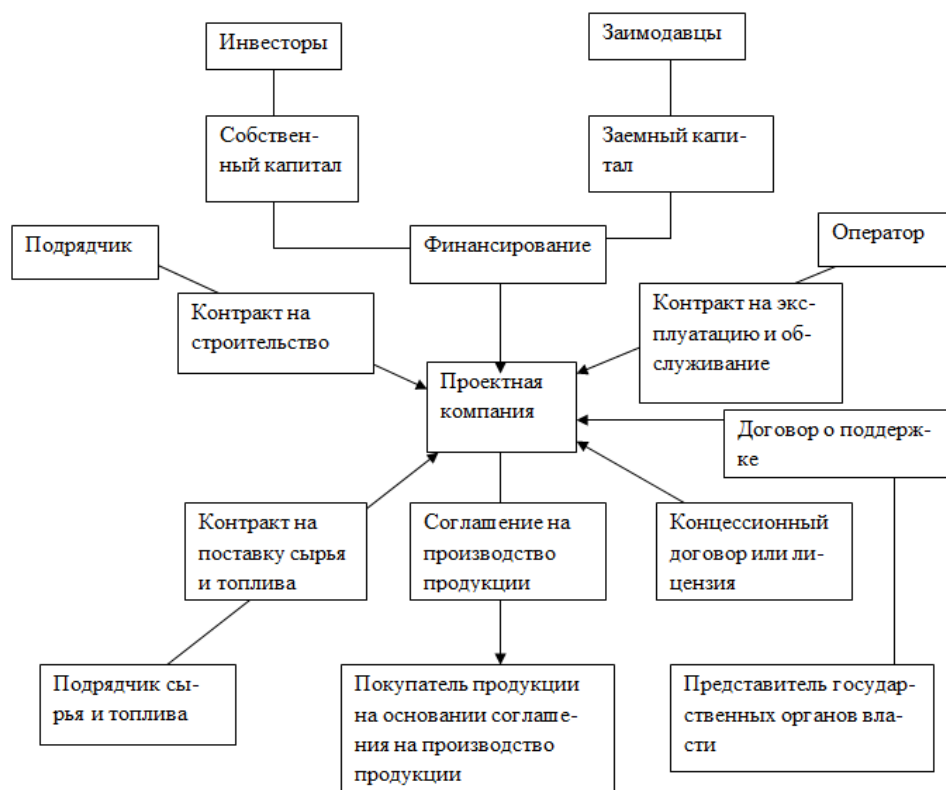 Инвесторы
Заимодавцы
Собствен-
ный капитал
Заемный капи-
тал
Подрядчик
Финансирование
Оператор
Контракт на
строительство
Контракт на экс-
плуатацию и об-
служивание
Проектная
компания
Договор о поддерж-
ке
Контракт на
поставку сырья
и топлива
Соглашение на
производство
продукции
Концессионный
договор или ли-
цензия
Подрядчик сы-
рья и топлива
Покупатель продукции
на основании соглаше-
ния на производство
продукции
Представитель государ-
ственных органов вла-
сти